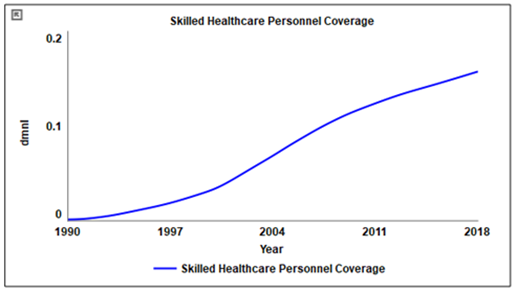 Skilled Healthcare Personnel Coverage
0.2
0.1
0
dmnl
1990 1997 2004 2011 2018
Year
Skilled Healthcare Personnel Coverage